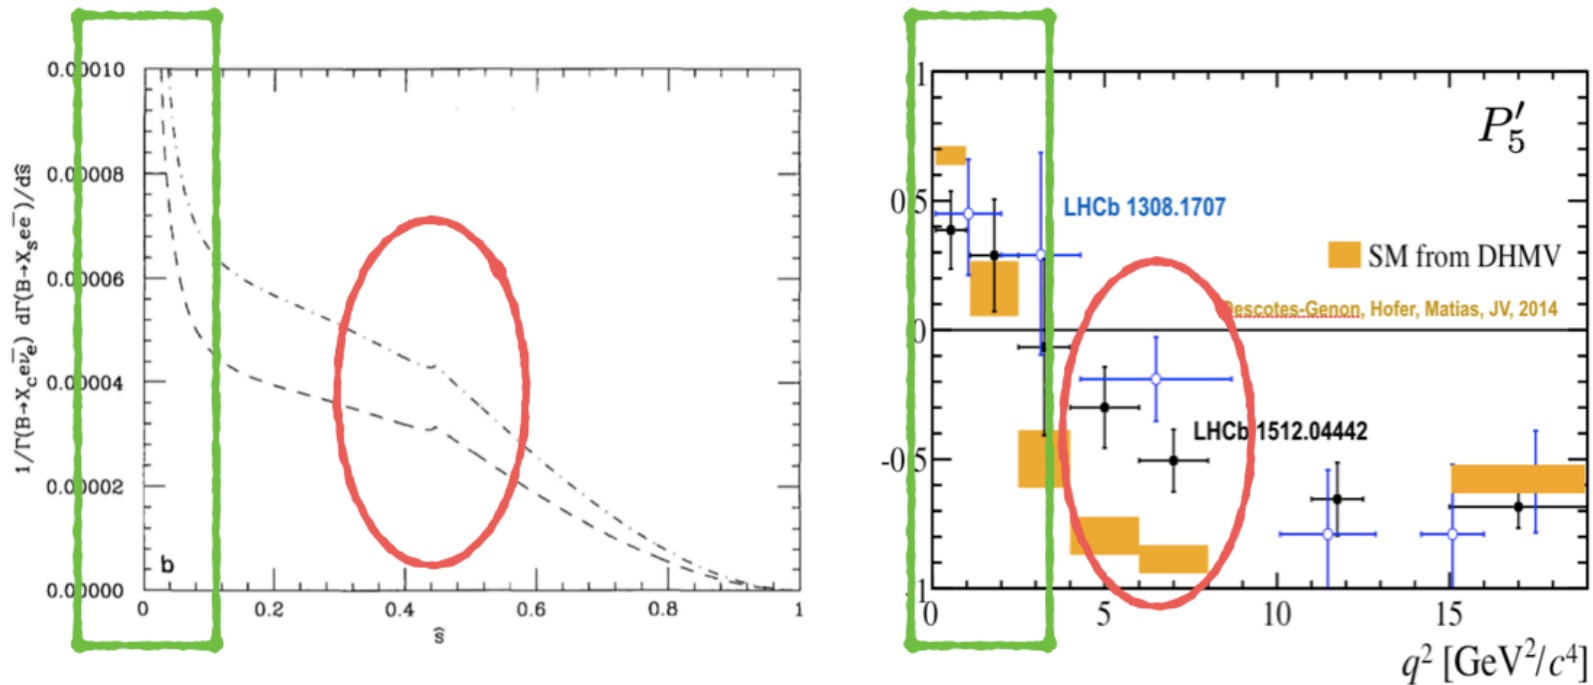 0.00010
0.00008
0.00006
0.00004
0.00002
0.00000
1/Γ(B→X_c eν̄_e) dΓ(B→X_s eē)/dŝ
b
0 0.2 0.4 0.6 0.8 1
ŝ
1
0.5
0
-0.5
-1
P′₅
LHCb 1308.1707
SM from DHMV
Descotes-Genon, Hofer, Matias, JV, 2014
LHCb 1512.04442
0 5 10 15
q² [GeV²/c⁴]